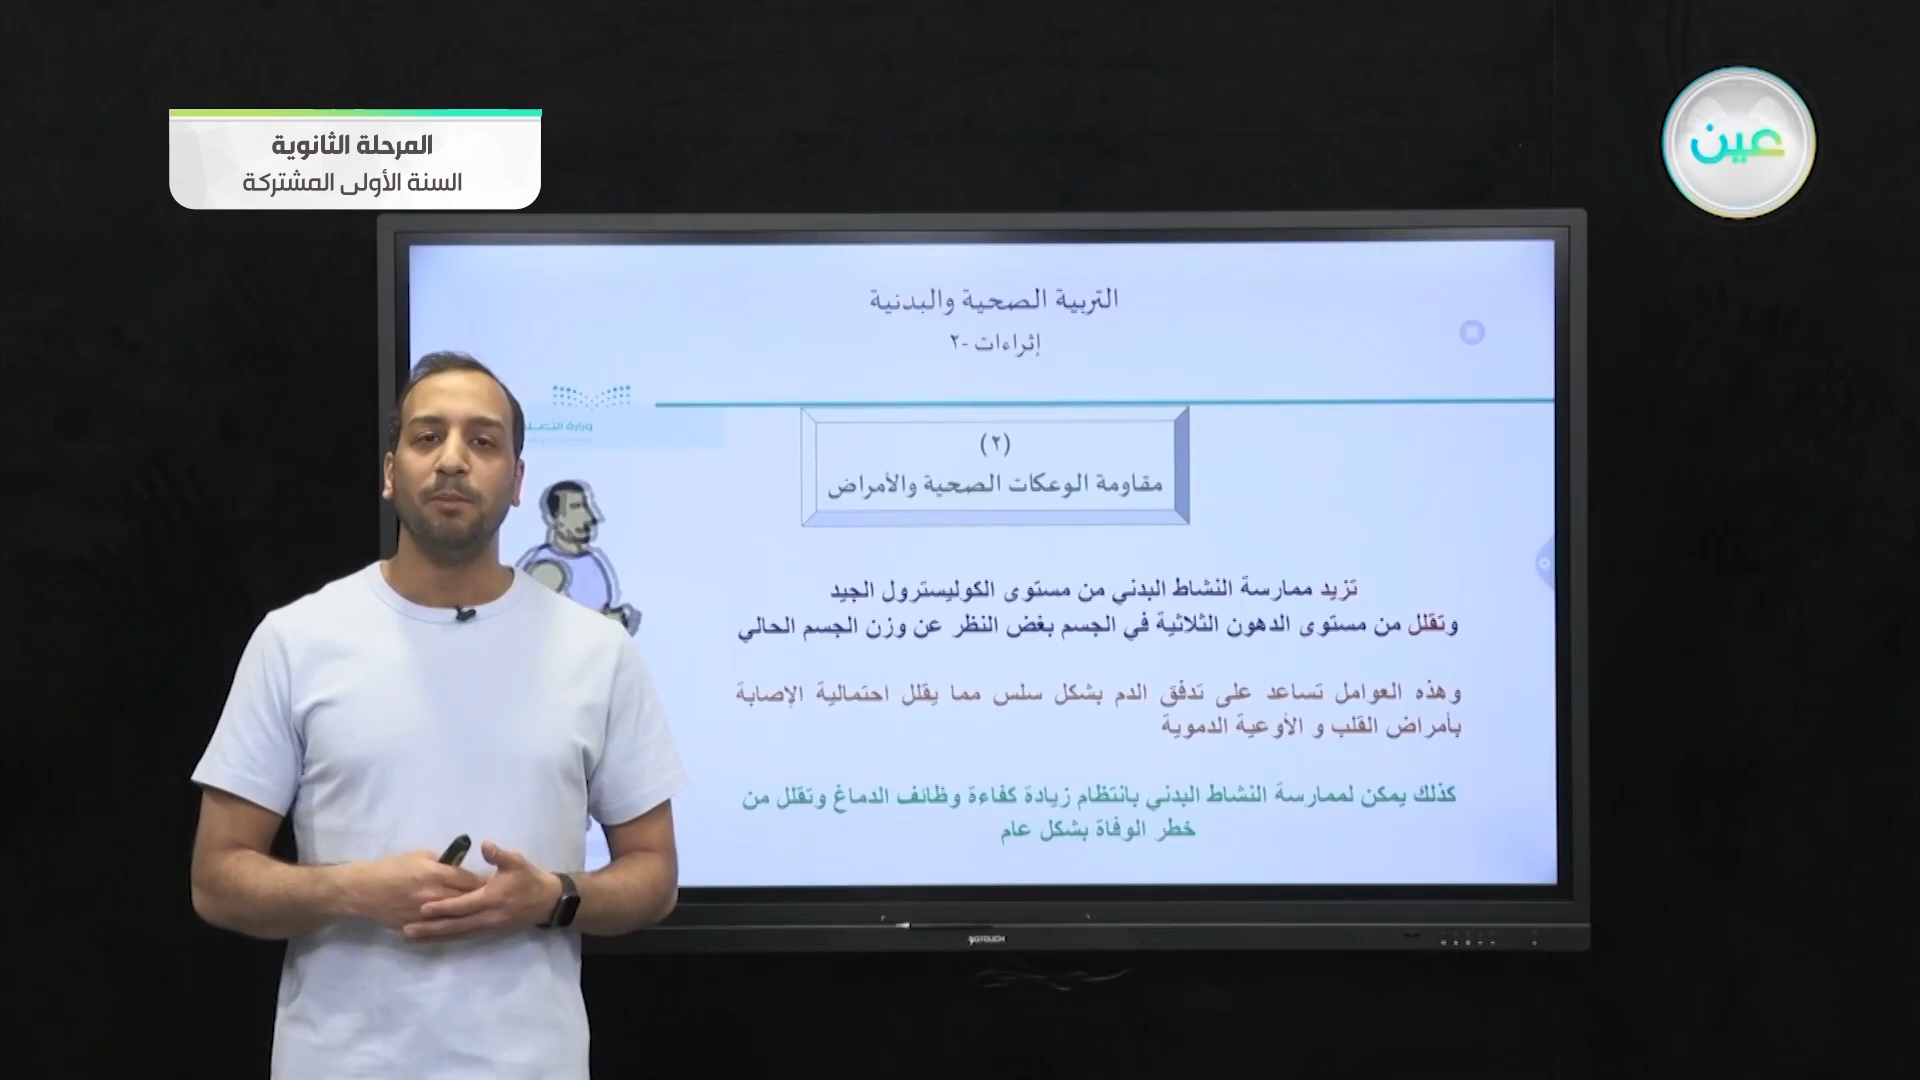 المرحلة الثانوية
السنة الأولى المشتركة
عين
التربية الصحية والبدنية
إثراءات -٢
وزارة التعـلـ
(٢)
مقاومة الوعكات الصحية والأمراض
تزيد ممارسة النشاط البدني من مستوى الكوليسترول الجيد
وتقلل من مستوى الدهون الثلاثية في الجسم بغض النظر عن وزن الجسم الحالي
وهذه العوامل تساعد على تدفق الدم بشكل سلس مما يقلل احتمالية الإصابة
بأمراض القلب و الأوعية الدموية
كذلك يمكن لممارسة النشاط البدني بانتظام زيادة كفاءة وظائف الدماغ وتقلل من
خطر الوفاة بشكل عام